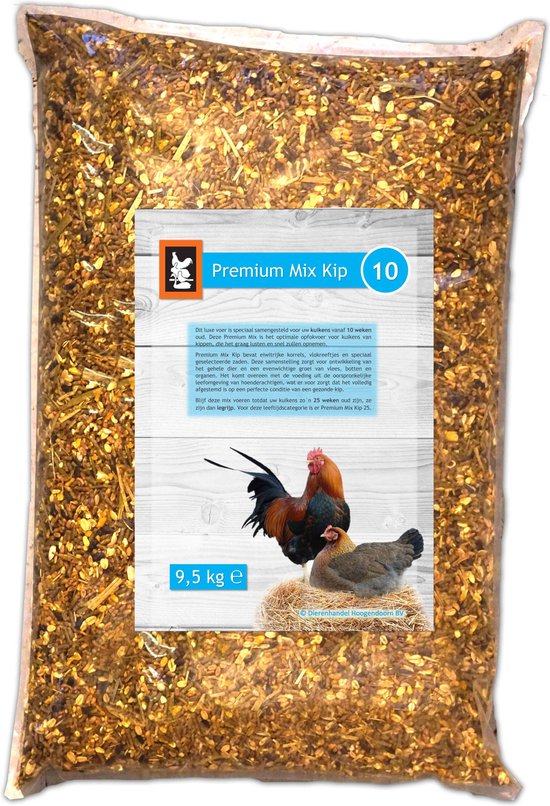 Premium Mix Kip 10
Dit luxe voer is speciaal samengesteld voor uw kuikens vanaf 10 weken
oud. Deze Premium Mix is het optimale opfokvoer voor kuikens van
kippen, die het graag lusten en snel zullen opnemen.
Premium Mix Kip bevat eiwitrijke korrels, vlokreeftjes en speciaal
geselecteerde zaden. Deze samenstelling zorgt voor ontwikkeling van
het gehele dier en een evenwichtige groei van vlees, botten en
organen. Het komt overeen met de voeding uit de oorspronkelijke
leefomgeving van hoenderachtigen, wat er voor zorgt dat het volledig
afgestemd is op een perfecte conditie van een gezonde kip.
Blijf deze mix voeren totdat uw kuikens zo´n 25 weken oud zijn, ze
zijn dan legrijp. Voor deze leeftijdscategorie is er Premium Mix Kip 25.
9,5 kg ℮
© Dierenhandel Hoogendoorn BV